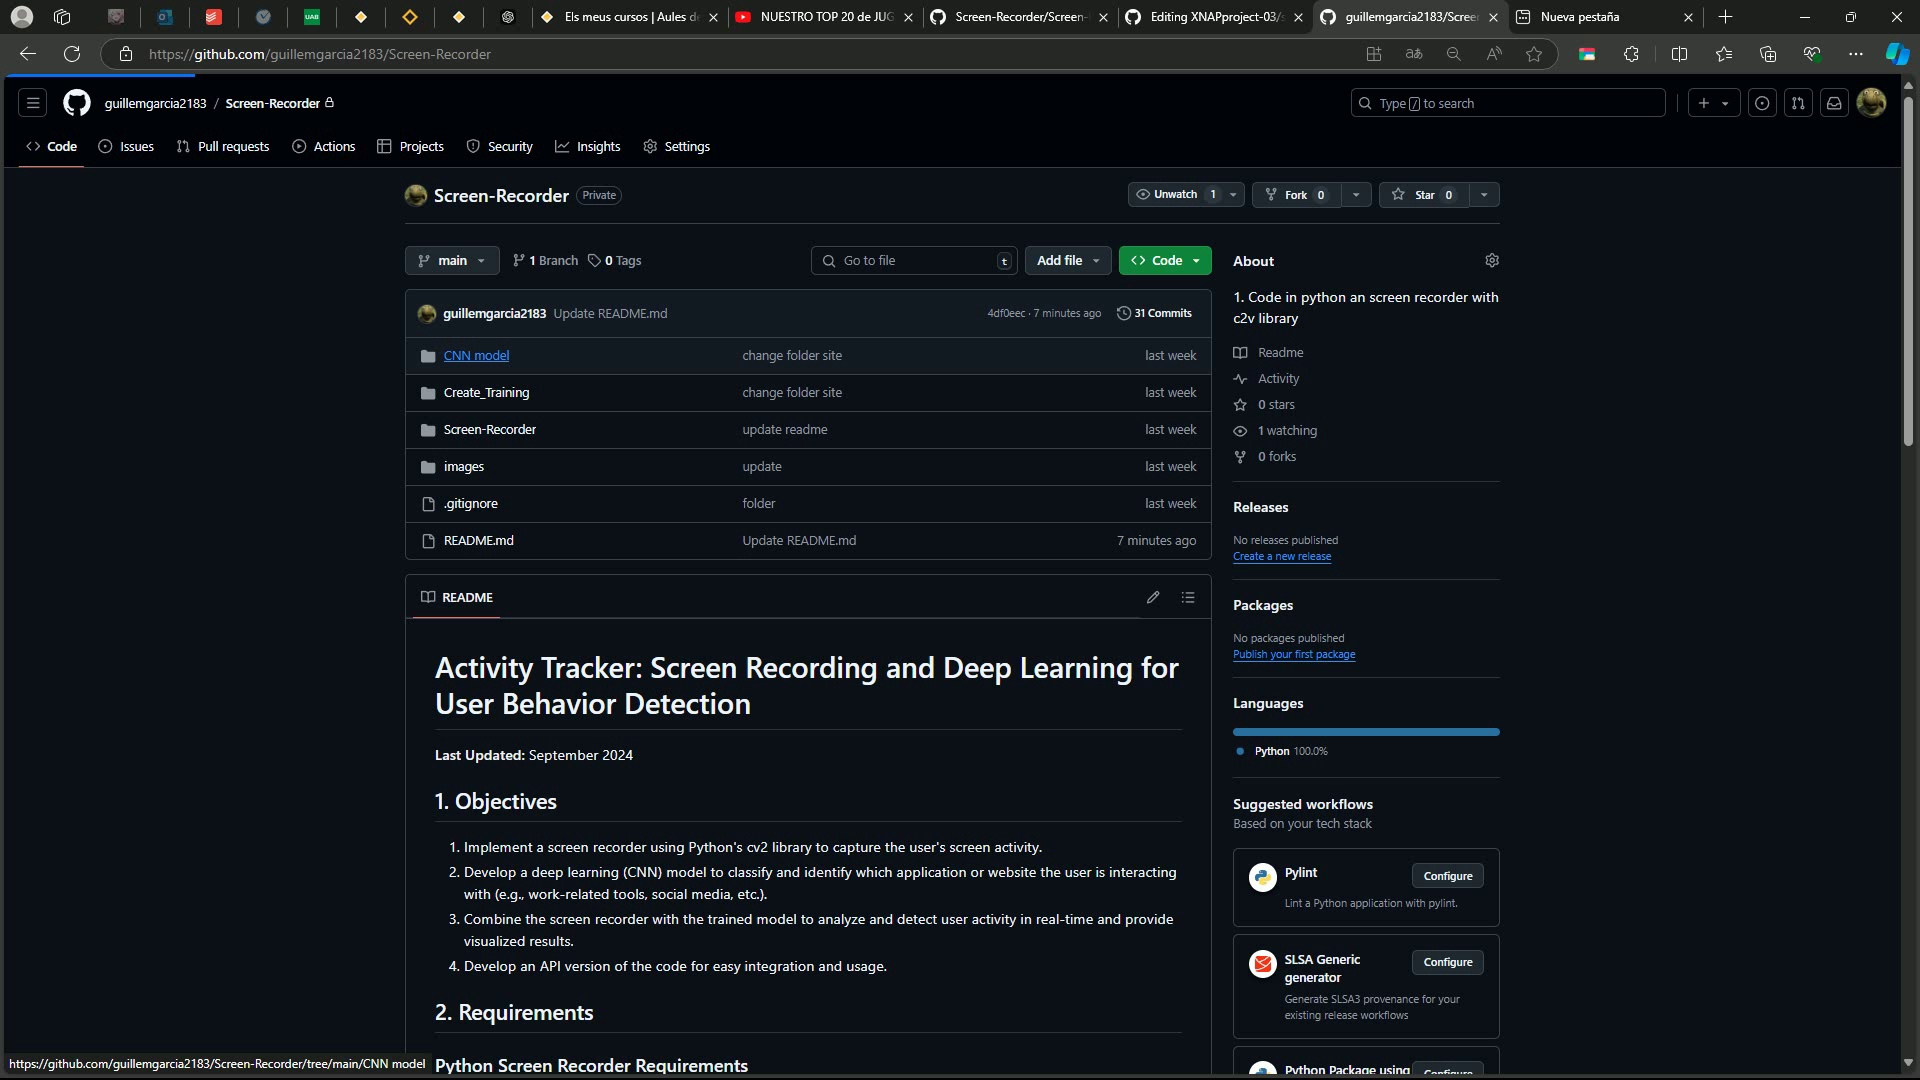 UAB
Els meus cursos | Aules d
NUESTRO TOP 20 de JUG
Screen-Recorder/Screen-
Editing XNAPproject-03/s
guillemgarcia2183/Screen
Nueva pestaña
https://github.com/guillemgarcia2183/Screen-Recorder
guillemgarcia2183 / Screen-Recorder
Type / to search
Code Issues Pull requests Actions Projects Security Insights Settings
Screen-Recorder Private
Unwatch 1 Fork 0 Star 0
main 1 Branch 0 Tags
Go to file t
Add file
Code
guillemgarcia2183 Update README.md 4df0eec · 7 minutes ago 31 Commits
CNN model change folder site last week
Create_Training change folder site last week
Screen-Recorder update readme last week
images update last week
.gitignore folder last week
README.md Update README.md 7 minutes ago
README
Activity Tracker: Screen Recording and Deep Learning for
User Behavior Detection
Last Updated: September 2024
1. Objectives
1. Implement a screen recorder using Python's cv2 library to capture the user's screen activity.
2. Develop a deep learning (CNN) model to classify and identify which application or website the user is interacting
with (e.g., work-related tools, social media, etc.).
3. Combine the screen recorder with the trained model to analyze and detect user activity in real-time and provide
visualized results.
4. Develop an API version of the code for easy integration and usage.
2. Requirements
Python Screen Recorder Requirements
About
1. Code in python an screen recorder with
c2v library
Readme
Activity
0 stars
1 watching
0 forks
Releases
No releases published
Create a new release
Packages
No packages published
Publish your first package
Languages
Python 100.0%
Suggested workflows
Based on your tech stack
Pylint
Configure
Lint a Python application with pylint.
SLSA Generic
generator
Configure
Generate SLSA3 provenance for your
existing release workflows
Python Package using
Configure
https://github.com/guillemgarcia2183/Screen-Recorder/tree/main/CNN model